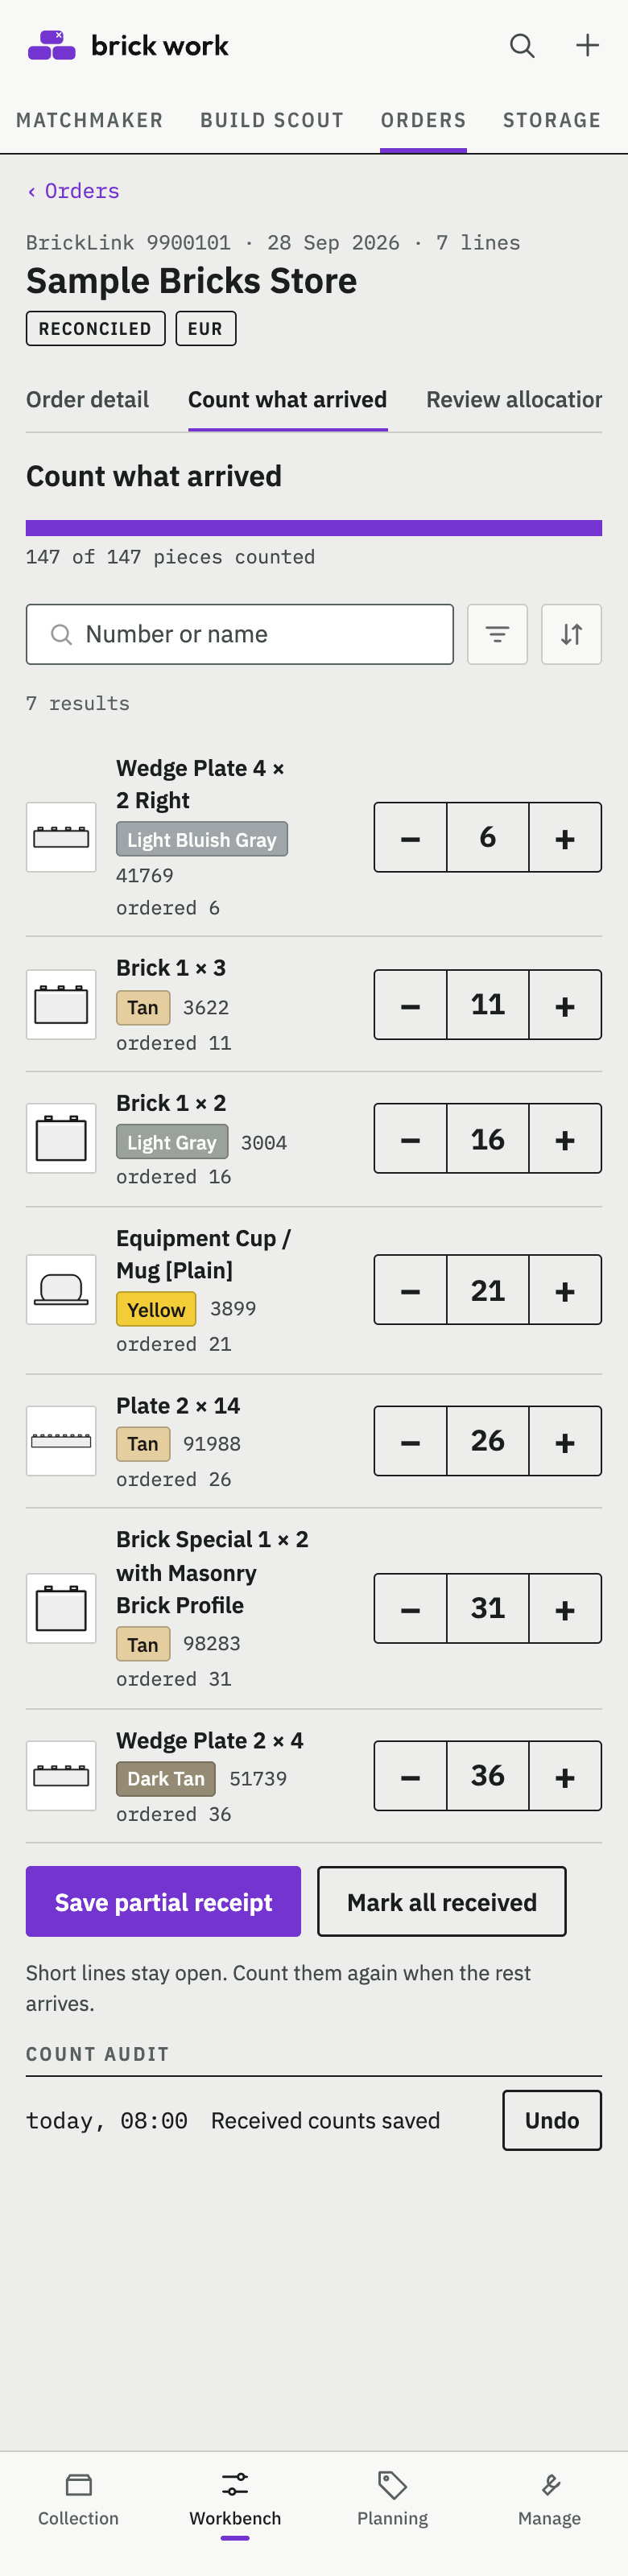 brick work
MATCHMAKER BUILD SCOUT ORDERS STORAGE
‹ Orders
BrickLink 9900101 · 28 Sep 2026 · 7 lines
Sample Bricks Store
RECONCILED EUR
Order detail Count what arrived Review allocation
Count what arrived
147 of 147 pieces counted
Number or name
7 results
Wedge Plate 4 ×
2 Right
Light Bluish Gray
41769
ordered 6
− 6 +
Brick 1 × 3
Tan 3622
ordered 11
− 11 +
Brick 1 × 2
Light Gray 3004
ordered 16
− 16 +
Equipment Cup /
Mug [Plain]
Yellow 3899
ordered 21
− 21 +
Plate 2 × 14
Tan 91988
ordered 26
− 26 +
Brick Special 1 × 2
with Masonry
Brick Profile
Tan 98283
ordered 31
− 31 +
Wedge Plate 2 × 4
Dark Tan 51739
ordered 36
− 36 +
Save partial receipt Mark all received
Short lines stay open. Count them again when the rest
arrives.
COUNT AUDIT
today, 08:00 Received counts saved Undo
Collection Workbench Planning Manage